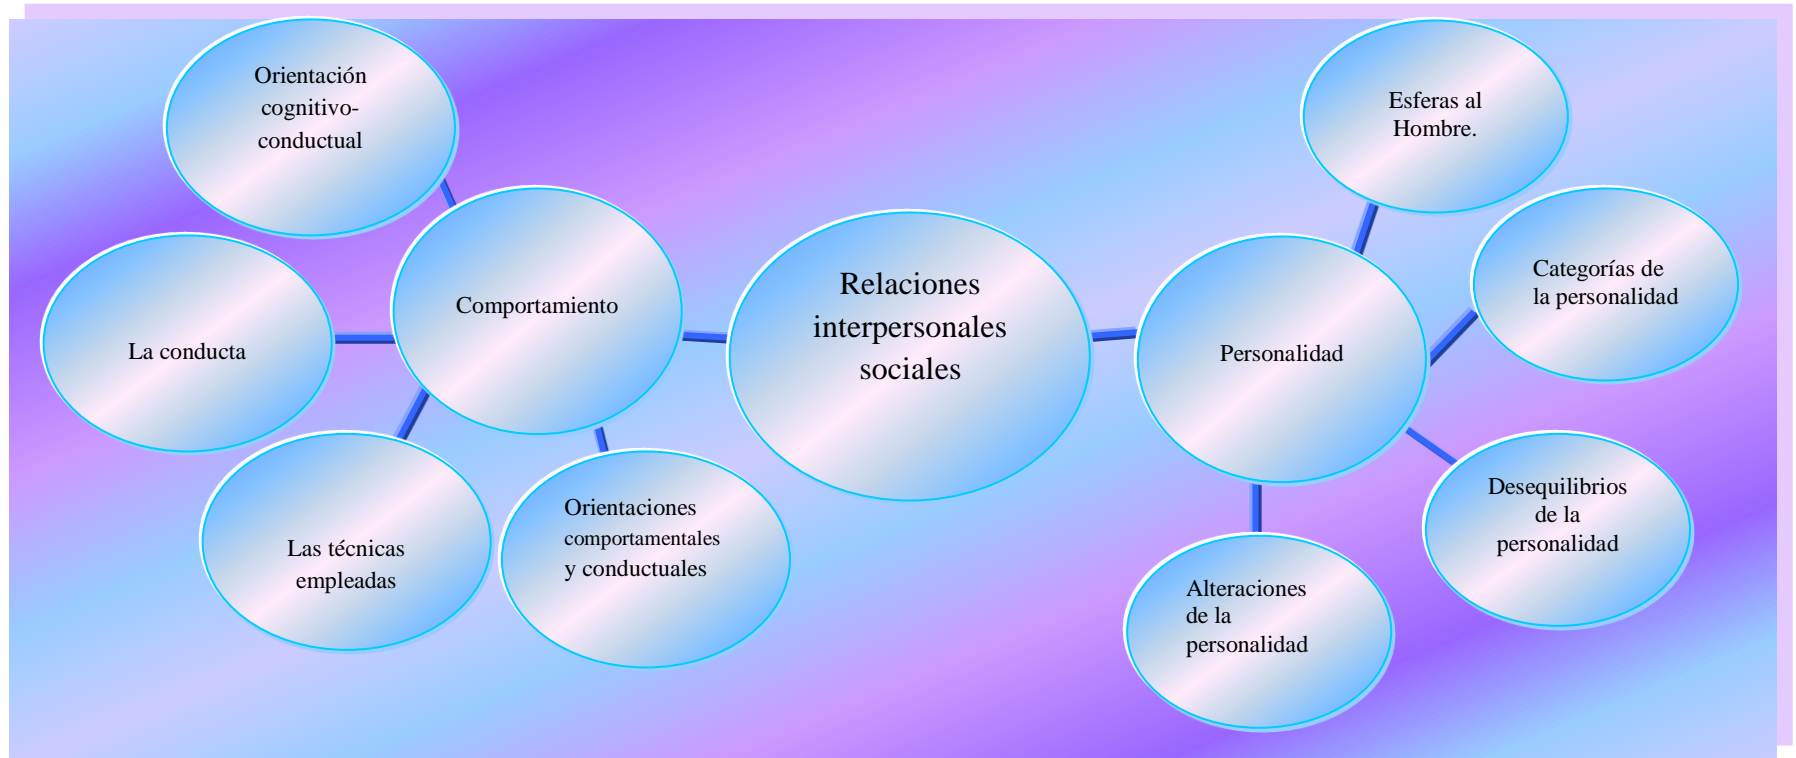 Orientación
cognitivo-
conductual
La conducta
Comportamiento
Las técnicas
empleadas
Orientaciones
comportamentales
y conductuales
Relaciones
interpersonales
sociales
Personalidad
Esferas al
Hombre.
Categorías de
la personalidad
Desequilibrios
de la
personalidad
Alteraciones
de la
personalidad